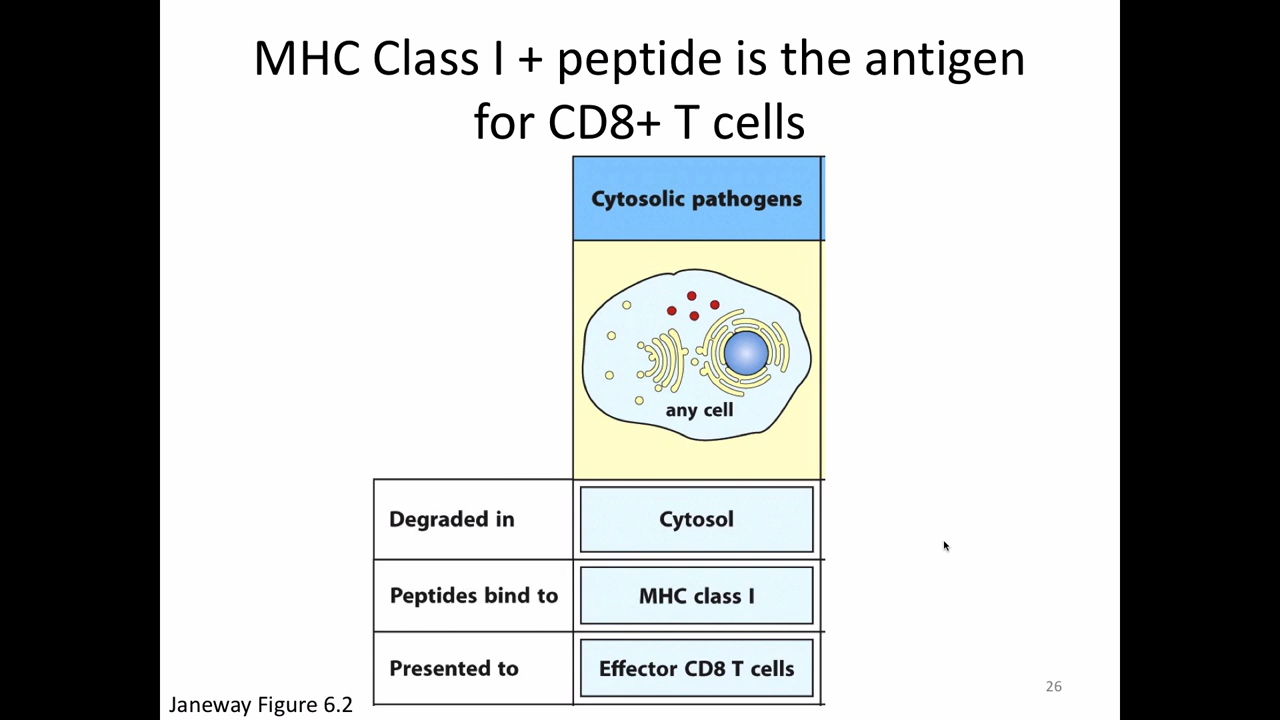 MHC Class I + peptide is the antigen
for CD8+ T cells
Cytosolic pathogens
any cell
Degraded in
Cytosol
Peptides bind to
MHC class I
Presented to
Effector CD8 T cells
26
Janeway Figure 6.2